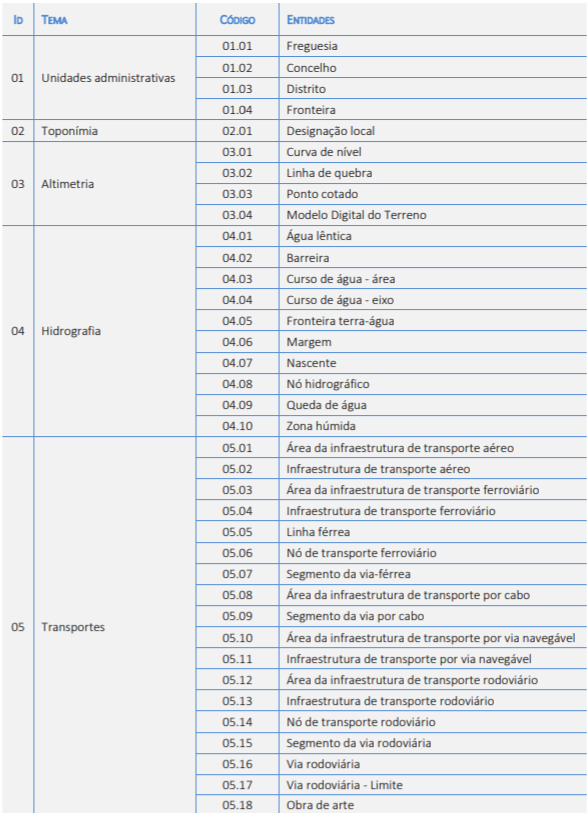 ID TEMA CÓDIGO ENTIDADES
01 Unidades administrativas
01.01 Freguesia
01.02 Concelho
01.03 Distrito
01.04 Fronteira
02 Toponímia 02.01 Designação local
03 Altimetria
03.01 Curva de nível
03.02 Linha de quebra
03.03 Ponto cotado
03.04 Modelo Digital do Terreno
04 Hidrografia
04.01 Água lêntica
04.02 Barreira
04.03 Curso de água - área
04.04 Curso de água - eixo
04.05 Fronteira terra-água
04.06 Margem
04.07 Nascente
04.08 Nó hidrográfico
04.09 Queda de água
04.10 Zona húmida
05 Transportes
05.01 Área da infraestrutura de transporte aéreo
05.02 Infraestrutura de transporte aéreo
05.03 Área da infraestrutura de transporte ferroviário
05.04 Infraestrutura de transporte ferroviário
05.05 Linha férrea
05.06 Nó de transporte ferroviário
05.07 Segmento da via-férrea
05.08 Área da infraestrutura de transporte por cabo
05.09 Segmento da via por cabo
05.10 Área da infraestrutura de transporte por via navegável
05.11 Infraestrutura de transporte por via navegável
05.12 Área da infraestrutura de transporte rodoviário
05.13 Infraestrutura de transporte rodoviário
05.14 Nó de transporte rodoviário
05.15 Segmento da via rodoviária
05.16 Via rodoviária
05.17 Via rodoviária - Limite
05.18 Obra de arte